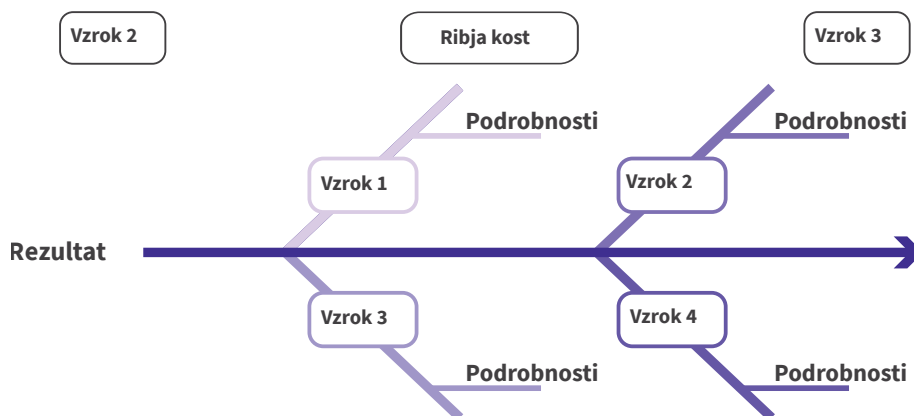 Vzrok 2
Ribja kost
Vzrok 3
Podrobnosti
Podrobnosti
Vzrok 1
Vzrok 2
Rezultat
Vzrok 3
Vzrok 4
Podrobnosti
Podrobnosti